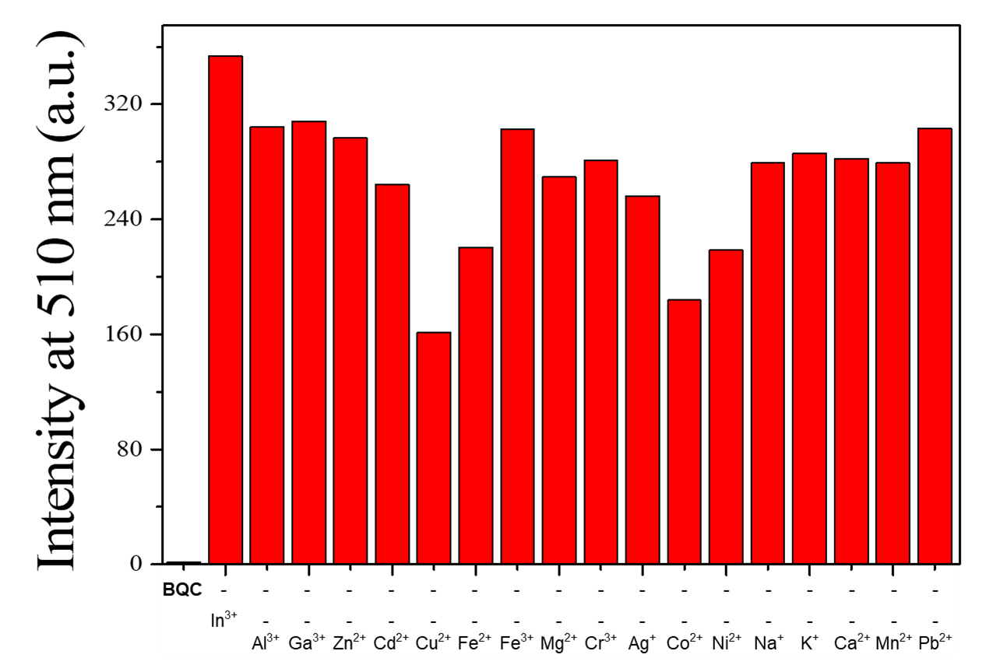 Intensity at 510 nm (a.u.)
320
240
160
80
0
BQC - - - - - - - - - - - - - - - - - -
In³⁺ - - - - - - - - - - - - - - - - -
Al³⁺ Ga³⁺ Zn²⁺ Cd²⁺ Cu²⁺ Fe²⁺ Fe³⁺ Mg²⁺ Cr³⁺ Ag⁺ Co²⁺ Ni²⁺ Na⁺ K⁺ Ca²⁺ Mn²⁺ Pb²⁺